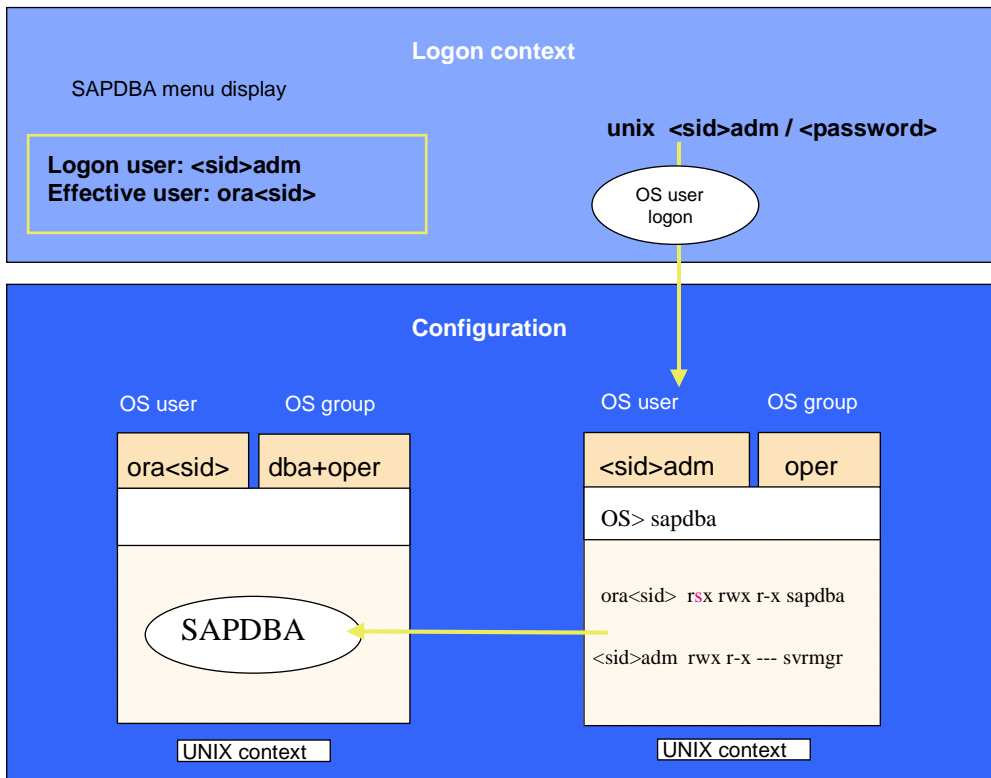 Logon context
SAPDBA menu display
unix <sid>adm / <password>
Logon user: <sid>adm
Effective user: ora<sid>
OS user
logon
Configuration
OS user OS group
ora<sid> dba+oper
SAPDBA
UNIX context
OS user OS group
<sid>adm oper
OS> sapdba
ora<sid> rsx rwx r-x sapdba
<sid>adm rwx r-x --- svrmgr
UNIX context